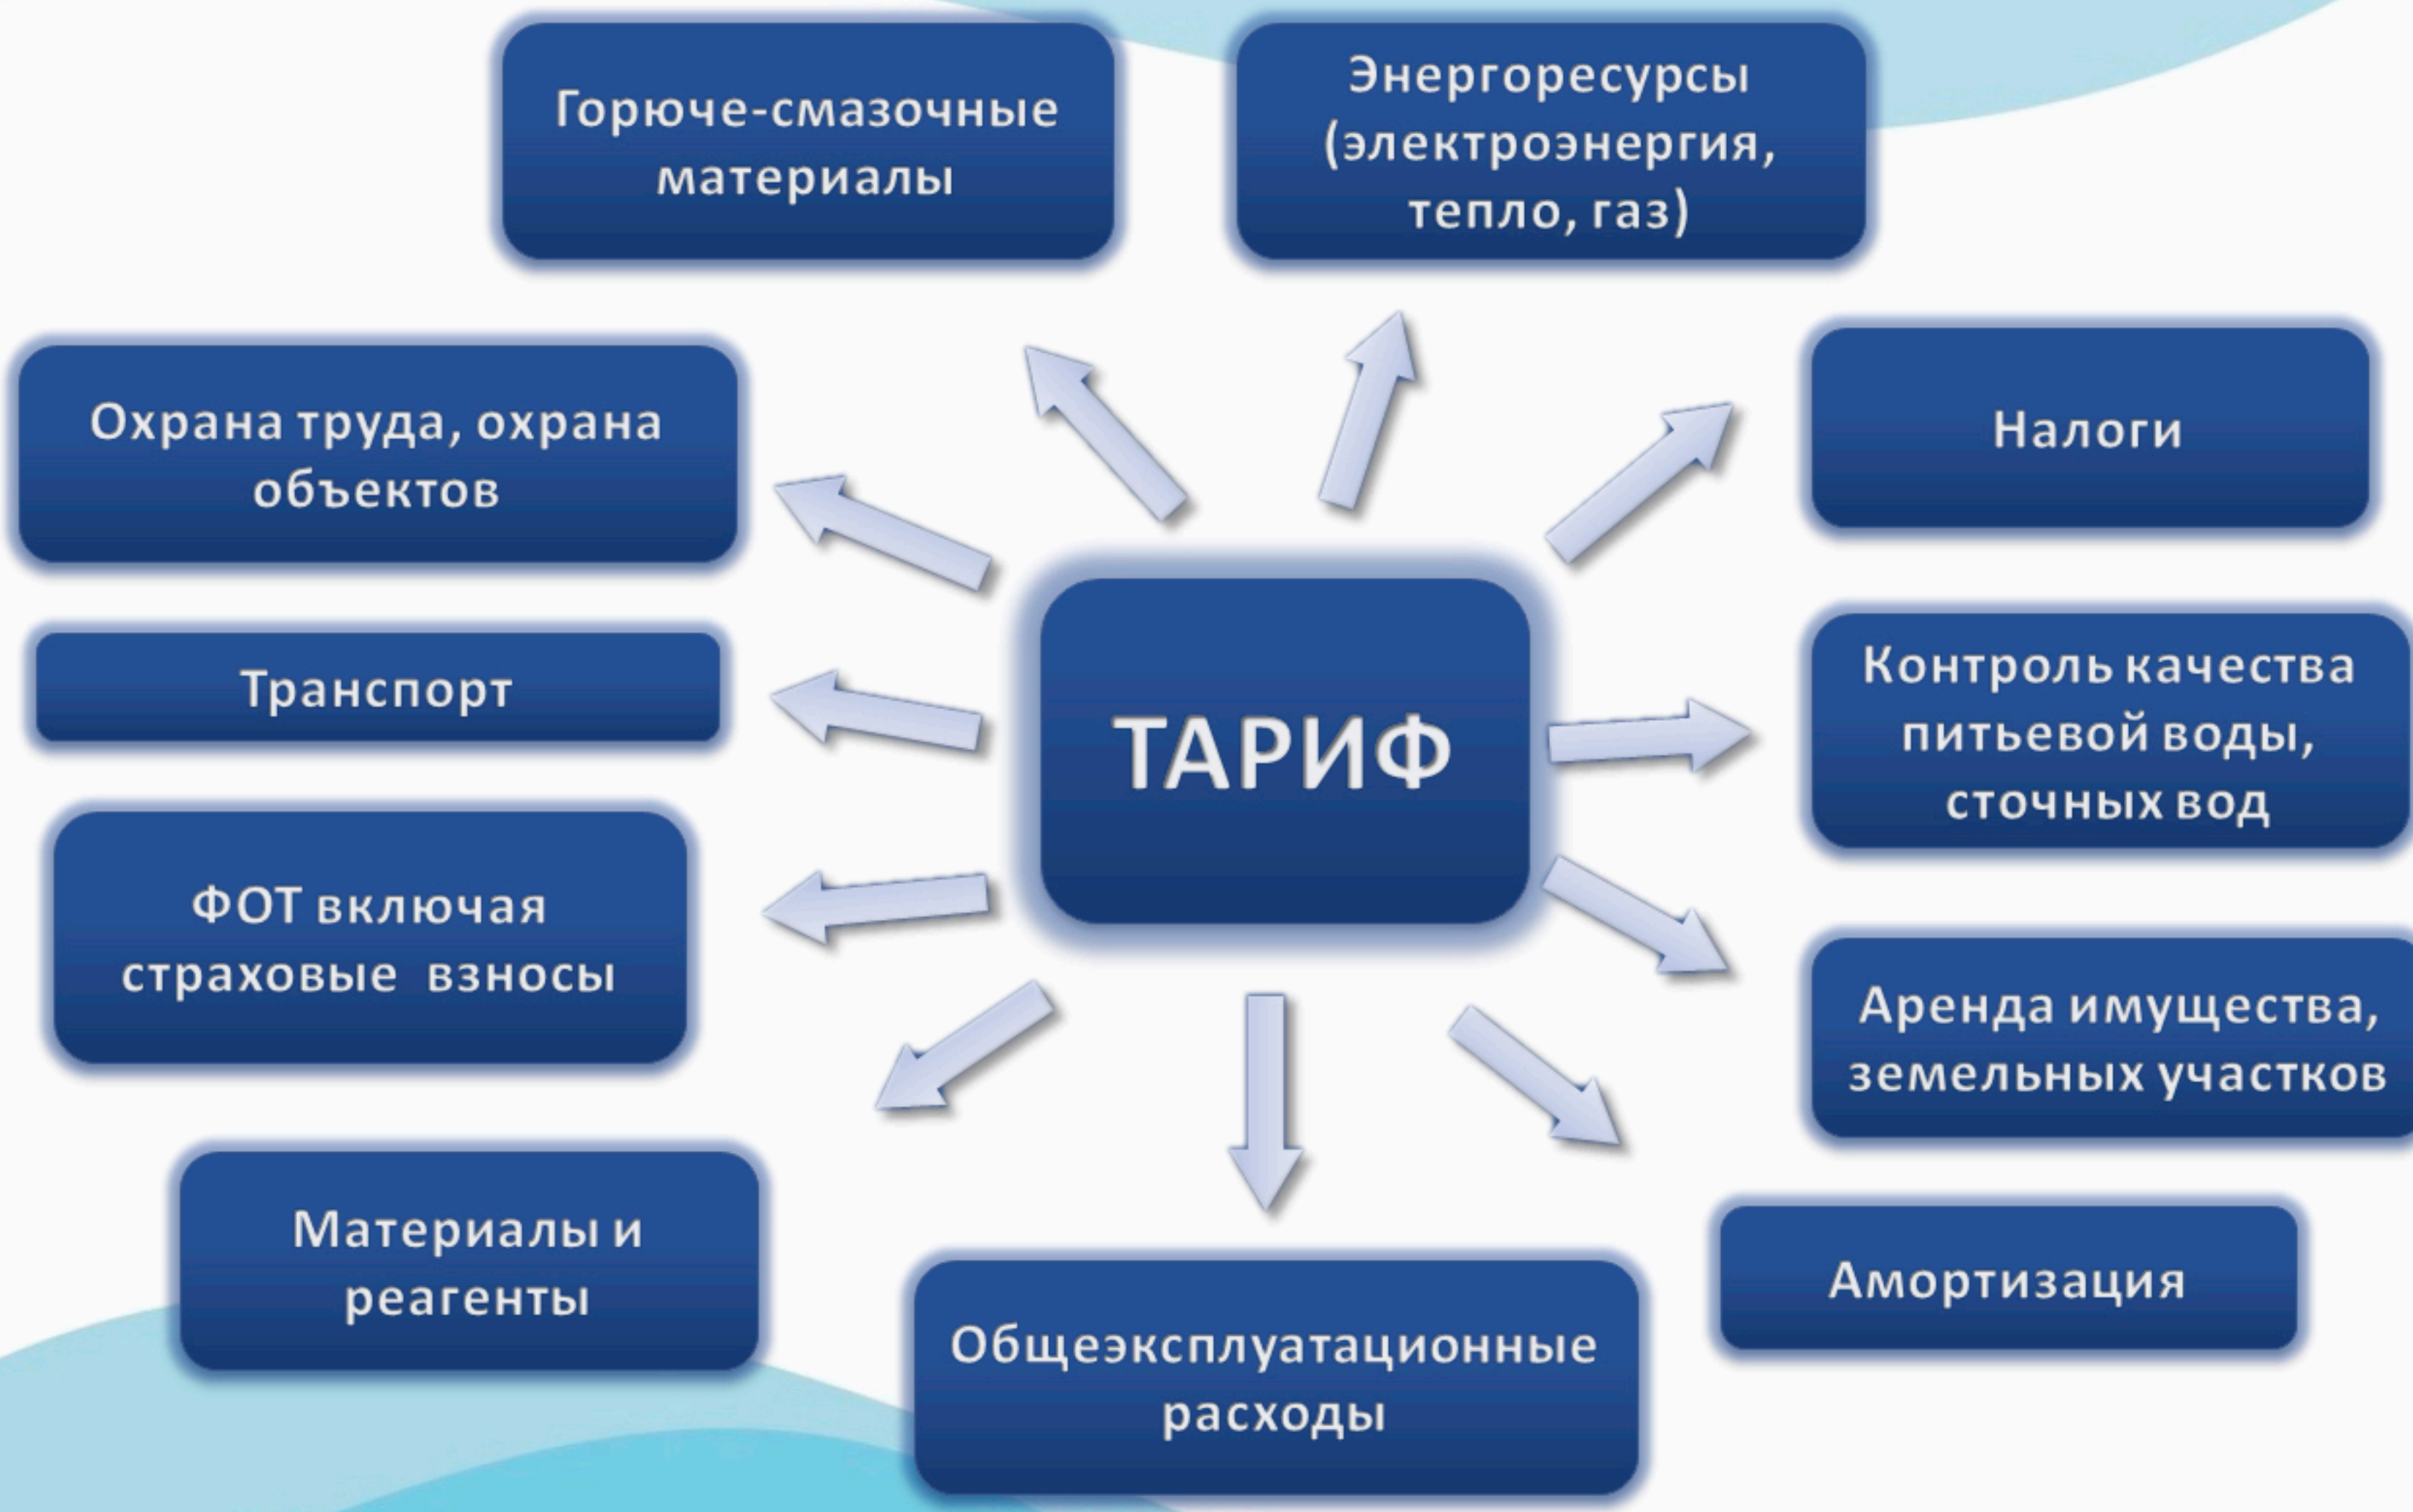 Горюче-смазочные
материалы
Энергоресурсы
(электроэнергия,
тепло, газ)
Охрана труда, охрана
объектов
Налоги
Транспорт
ТАРИФ
Контроль качества
питьевой воды,
сточных вод
ФОТ включая
страховые взносы
Аренда имущества,
земельных участков
Материалы и
реагенты
Общеэксплуатационные
расходы
Амортизация